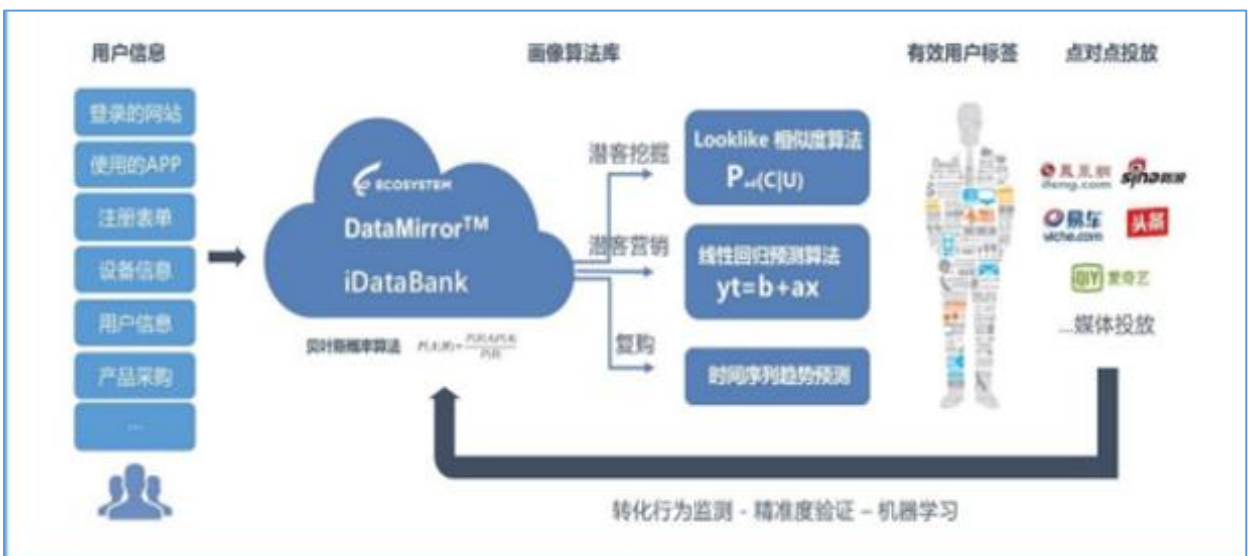 用户信息
画像算法库
有效用户标签
点对点投放
登录的网站
使用的APP
注册表单
设备信息
用户信息
产品采购
...
ECOSYSTEM
DataMirror™
iDataBank
贝叶斯概率算法
潜客挖掘
潜客营销
复购
Looklike 相似度算法
线性回归预测算法
yt=b+ax
时间序列趋势预测
凤凰网
ifeng.com
sina新浪
易车
yiche.com
头条
QIY 爱奇艺
...媒体投放
转化行为监测 - 精准度验证 – 机器学习